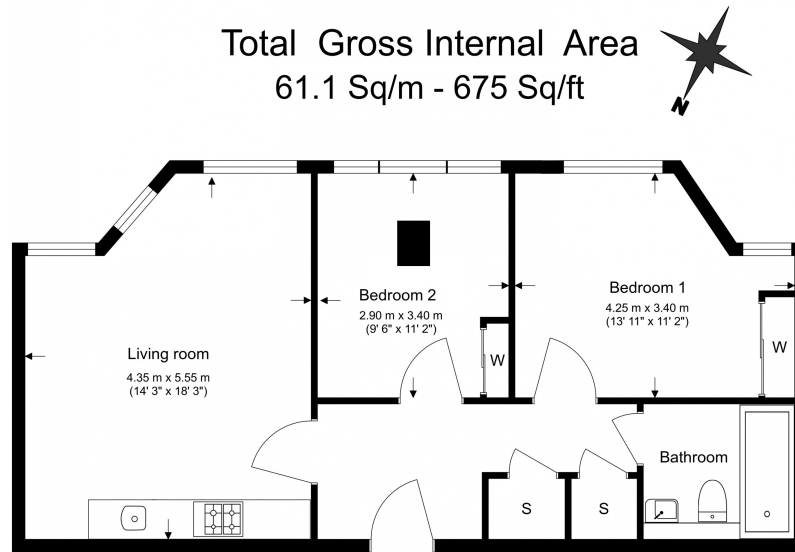 Total Gross Internal Area
61.1 Sq/m - 675 Sq/ft
N
Bedroom 2
2.90 m x 3.40 m
(9' 6" x 11' 2")
Bedroom 1
4.25 m x 3.40 m
(13' 11" x 11' 2")
Living room
4.35 m x 5.55 m
(14' 3" x 18' 3")
W
W
Bathroom
S
S